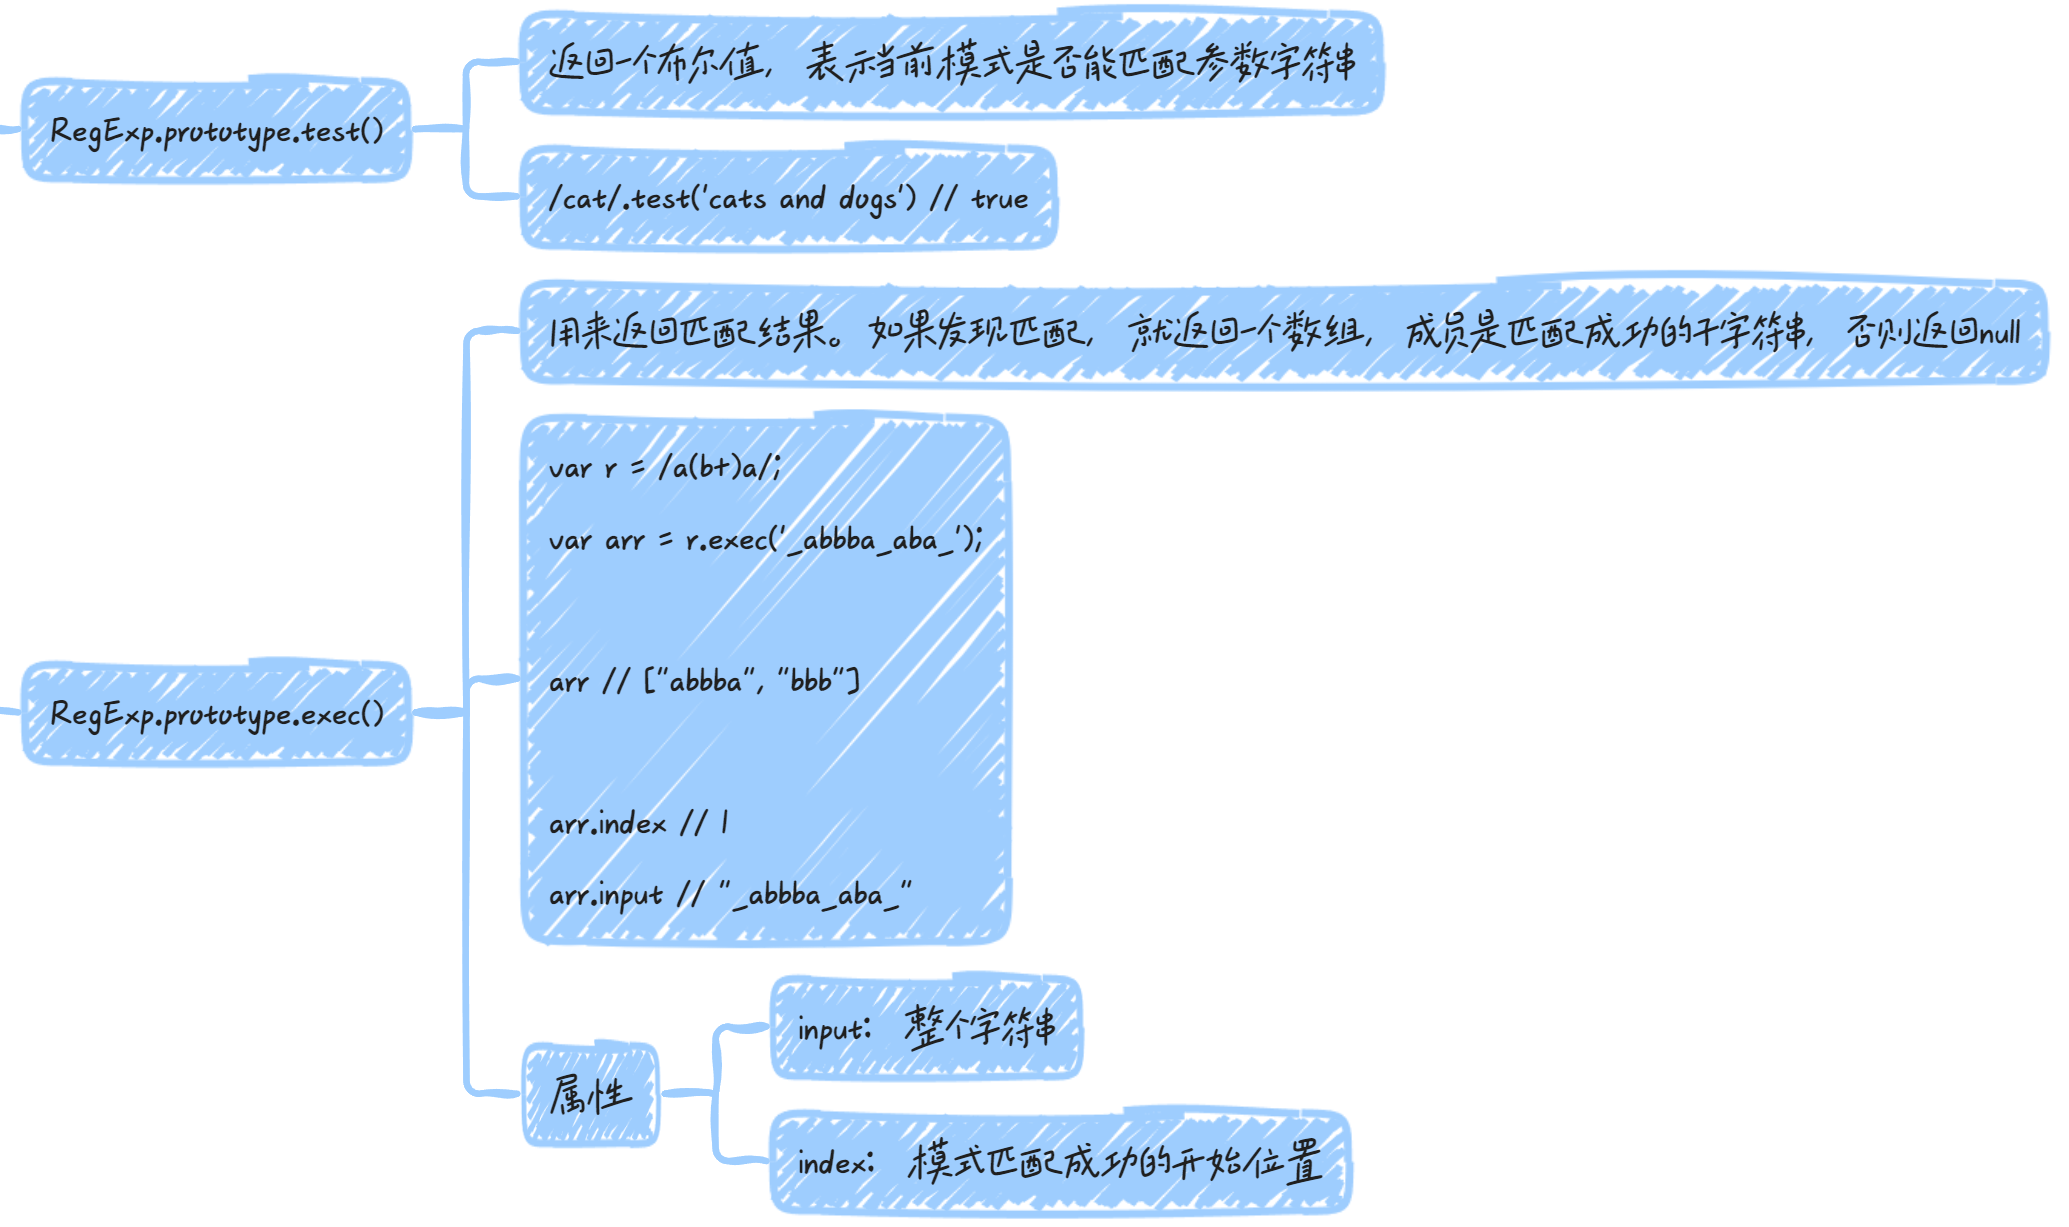 RegExp.prototype.test()
返回一个布尔值, 表示当前模式是否能匹配参数字符串
/cat/.test('cats and dogs') // true
RegExp.prototype.exec()
用来返回匹配结果。如果发现匹配, 就返回一个数组, 成员是匹配成功的子字符串, 否则返回null
var r = /a(b+)a/;
var arr = r.exec('_abbba_aba_');
arr // ["abbba", "bbb"]
arr.index // 1
arr.input // "_abbba_aba_"
属性
input: 整个字符串
index: 模式匹配成功的开始位置